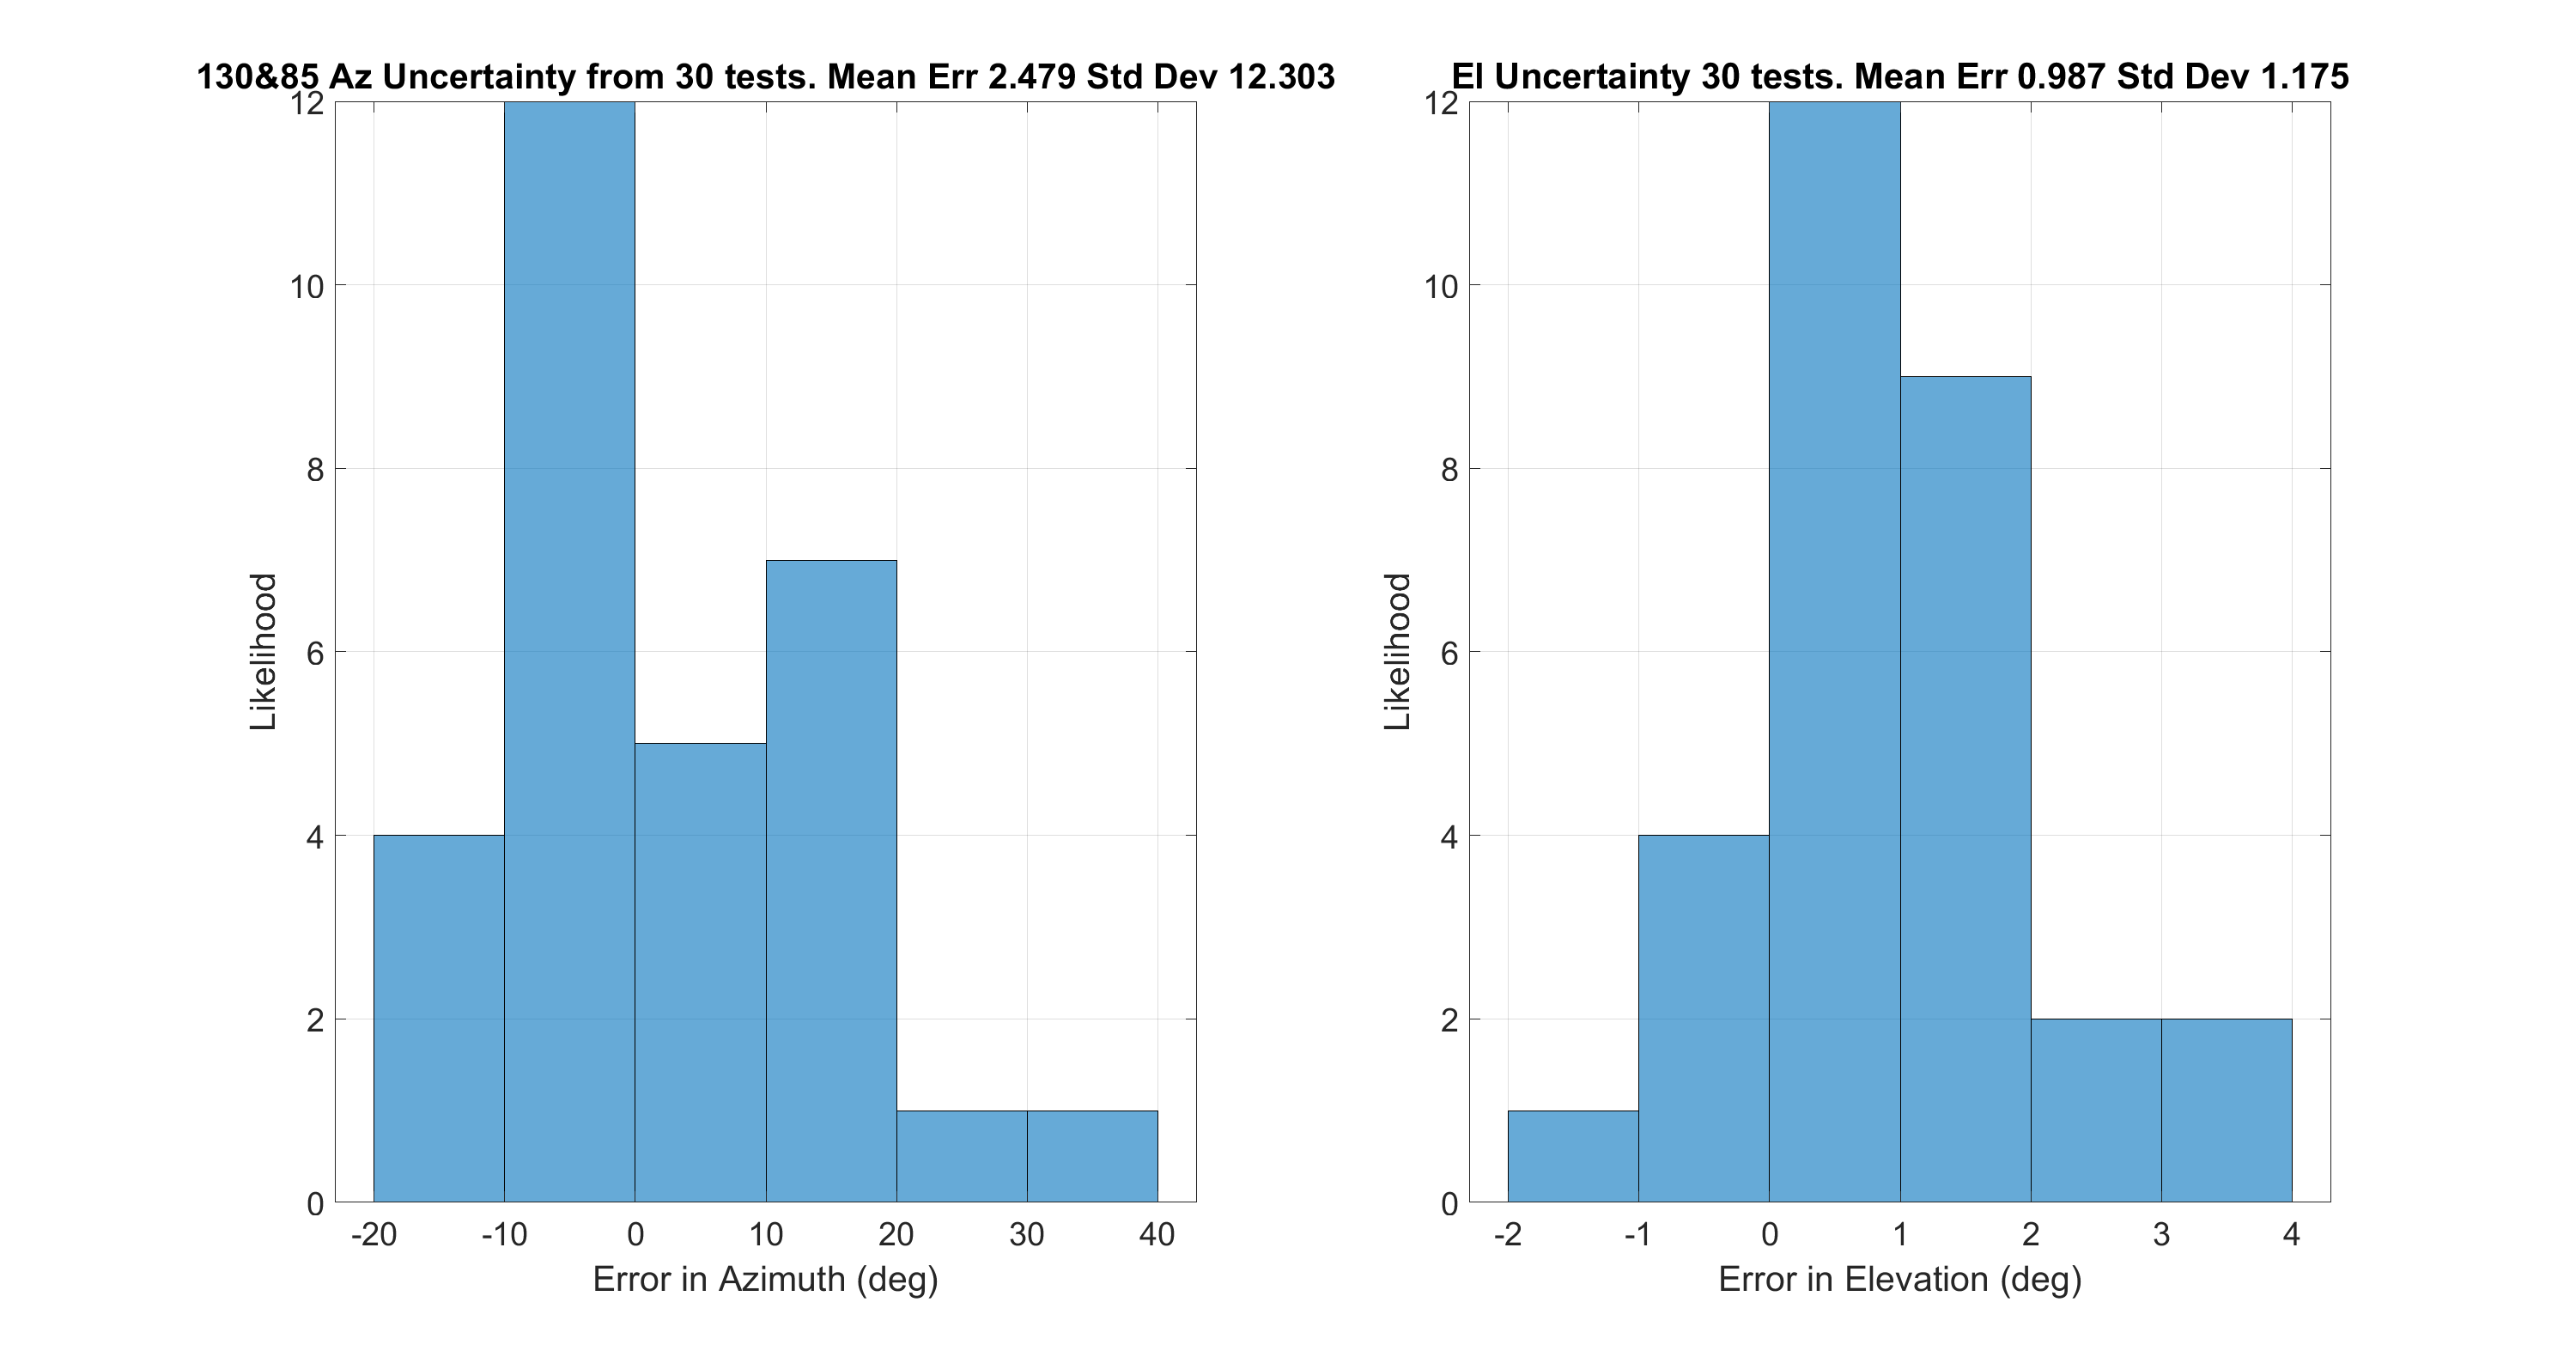 130&85 Az Uncertainty from 30 tests. Mean Err 2.479 Std Dev 12.303
12
10
8
6
4
2
0
Likelihood
-20 -10 0 10 20 30 40
Error in Azimuth (deg)
El Uncertainty 30 tests. Mean Err 0.987 Std Dev 1.175
12
10
8
6
4
2
0
Likelihood
-2 -1 0 1 2 3 4
Error in Elevation (deg)